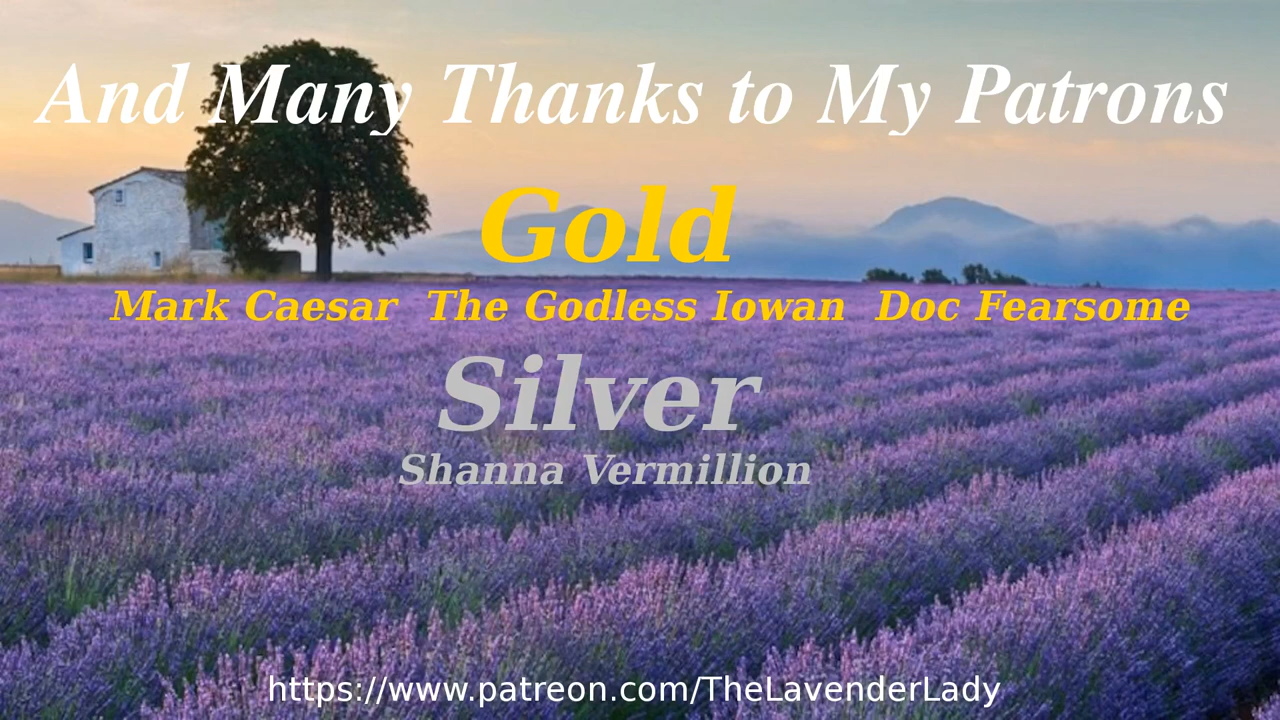 And Many Thanks to My Patrons
Gold
Mark Caesar The Godless Iowan Doc Fearsome
Silver
Shanna Vermillion
https://www.patreon.com/TheLavenderLady